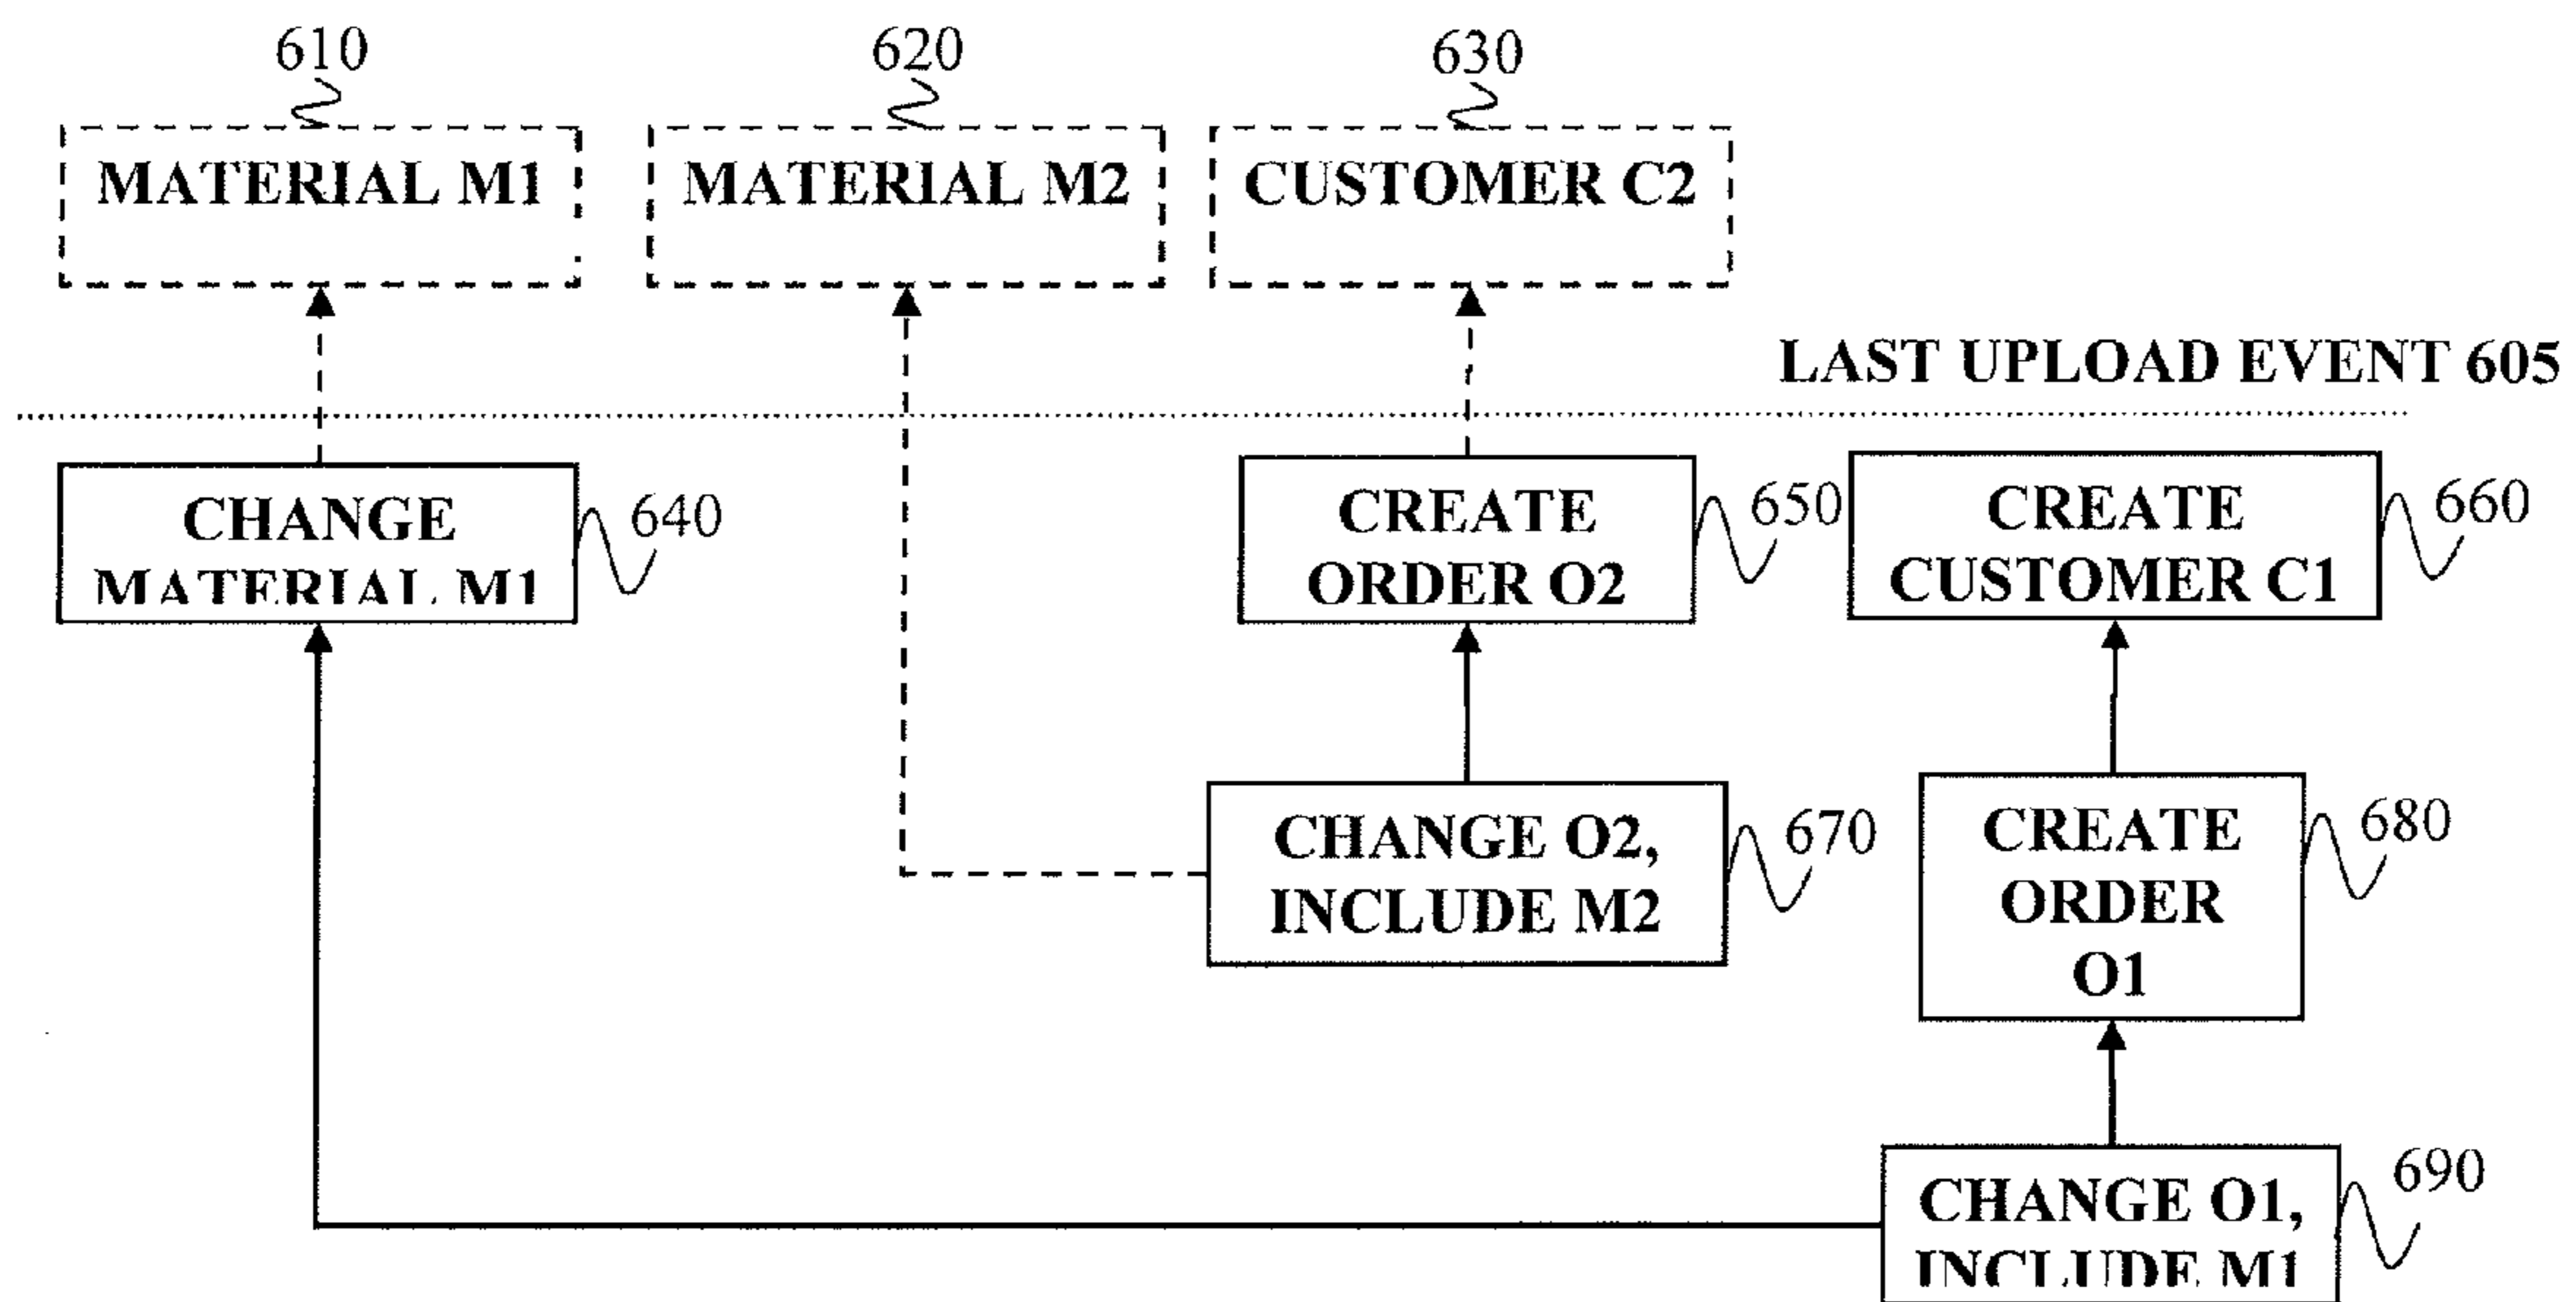 610
620
630
MATERIAL M1
MATERIAL M2
CUSTOMER C2
LAST UPLOAD EVENT 605
CHANGE
MATERIAL M1
640
CREATE
ORDER O2
650
CREATE
CUSTOMER C1
660
CHANGE O2,
INCLUDE M2
670
CREATE
ORDER
O1
680
CHANGE O1,
INCLUDE M1
690